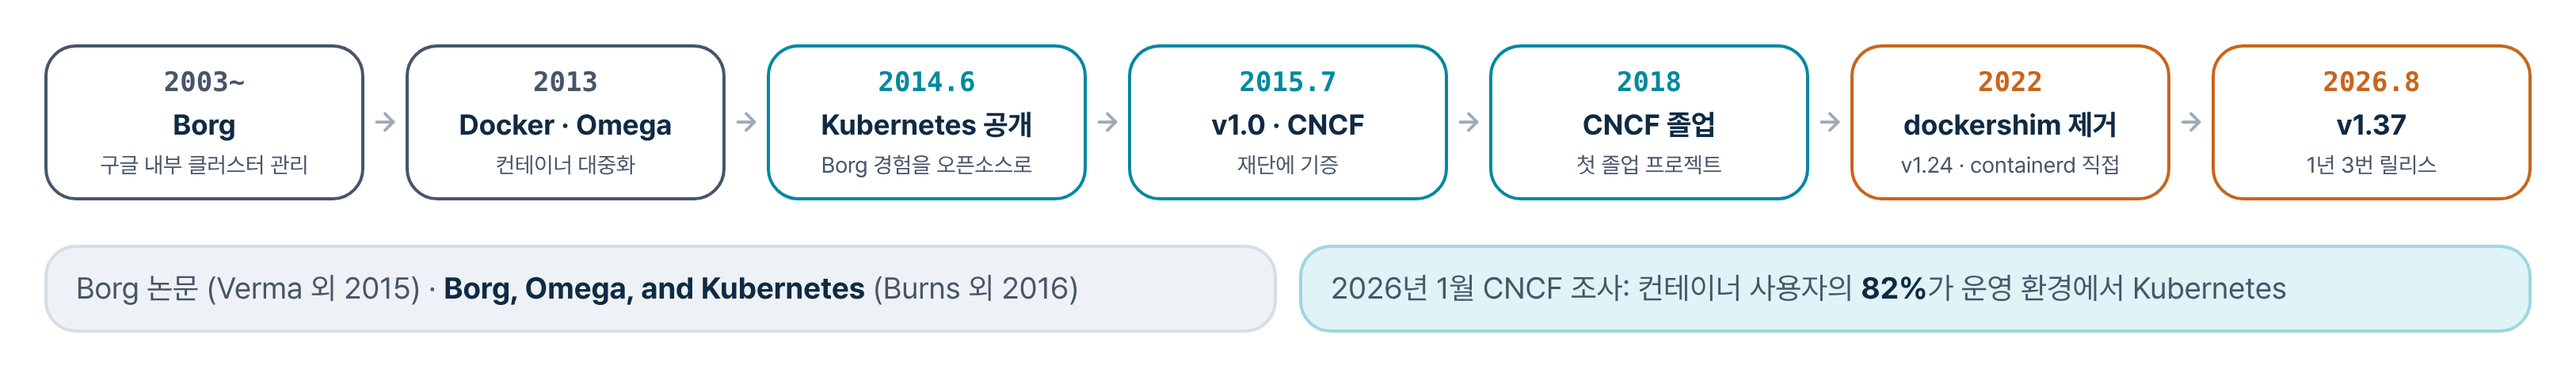 2003~
Borg
구글 내부 클러스터 관리
2013
Docker · Omega
컨테이너 대중화
2014.6
Kubernetes 공개
Borg 경험을 오픈소스로
2015.7
v1.0 · CNCF
재단에 기증
2018
CNCF 졸업
첫 졸업 프로젝트
2022
dockershim 제거
v1.24 · containerd 직접
2026.8
v1.37
1년 3번 릴리스
Borg 논문 (Verma 외 2015) · Borg, Omega, and Kubernetes (Burns 외 2016)
2026년 1월 CNCF 조사: 컨테이너 사용자의 82%가 운영 환경에서 Kubernetes